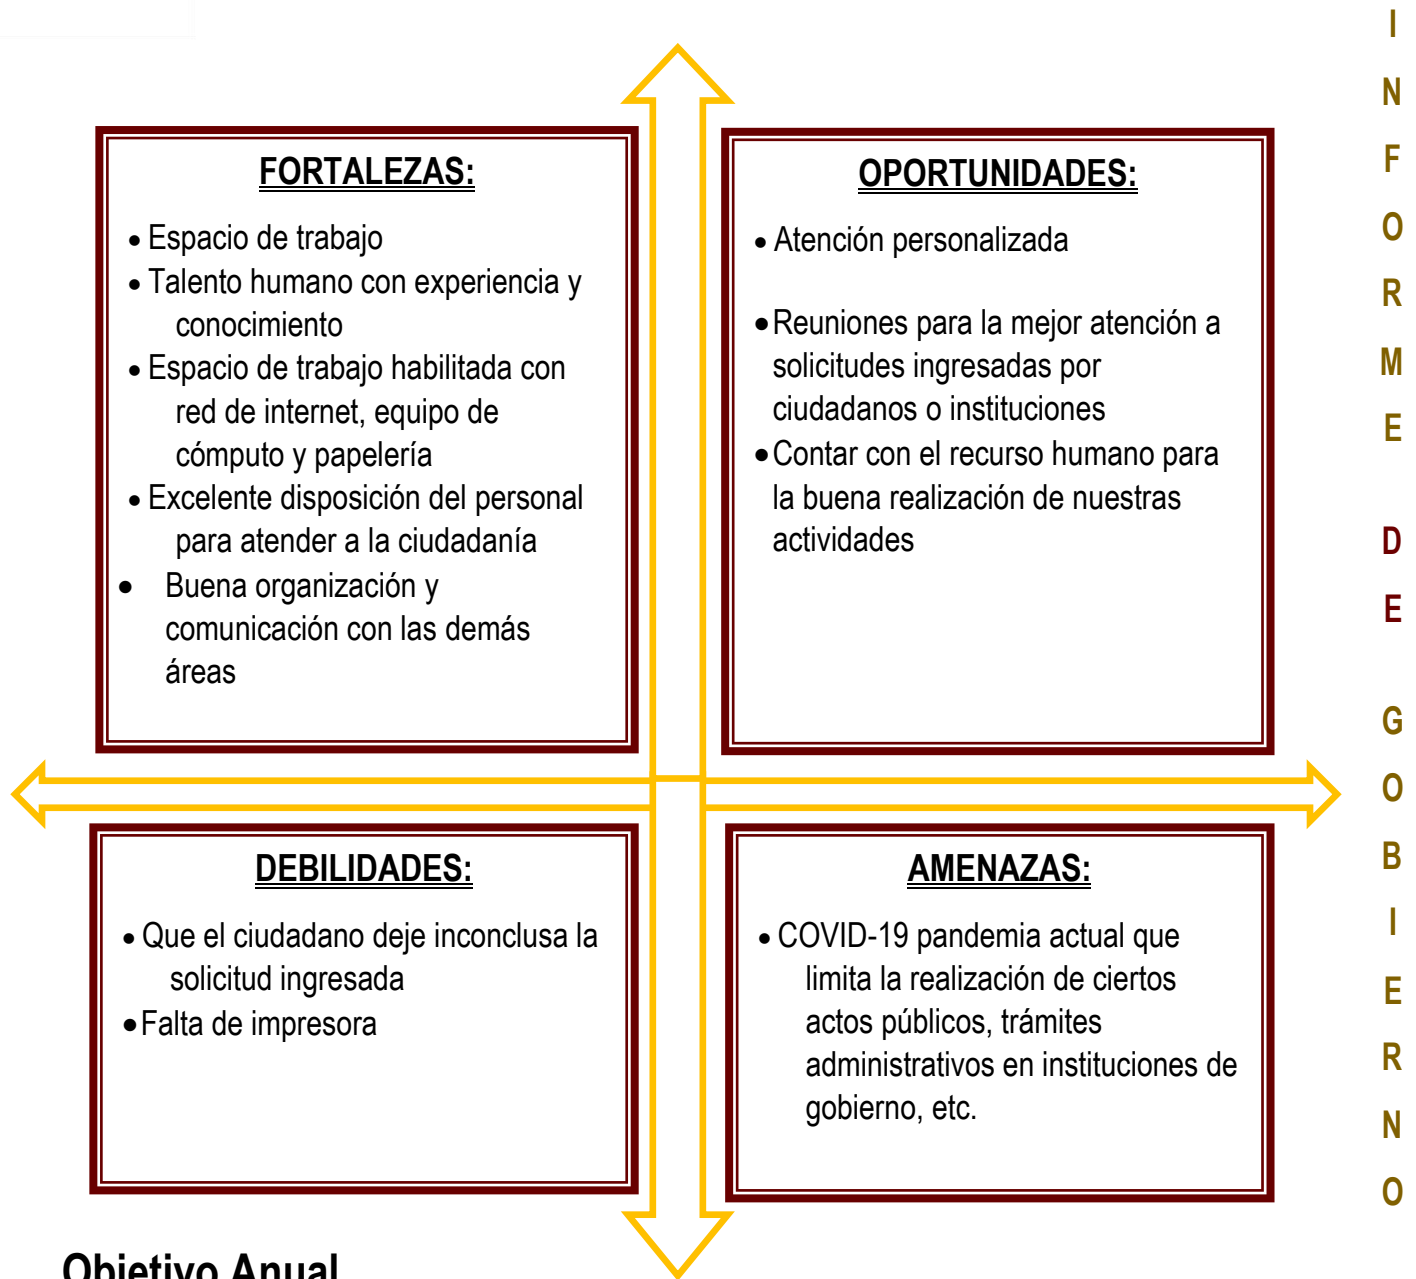 FORTALEZAS:
• Espacio de trabajo
• Talento humano con experiencia y
conocimiento
• Espacio de trabajo habilitada con
red de internet, equipo de
cómputo y papelería
• Excelente disposición del personal
para atender a la ciudadanía
• Buena organización y
comunicación con las demás
áreas
OPORTUNIDADES:
• Atención personalizada
• Reuniones para la mejor atención a
solicitudes ingresadas por
ciudadanos o instituciones
• Contar con el recurso humano para
la buena realización de nuestras
actividades
DEBILIDADES:
• Que el ciudadano deje inconclusa la
solicitud ingresada
• Falta de impresora
AMENAZAS:
• COVID-19 pandemia actual que
limita la realización de ciertos
actos públicos, trámites
administrativos en instituciones de
gobierno, etc.
Objetivo Anual
I
N
F
O
R
M
E
D
E
G
O
B
I
E
R
N
O